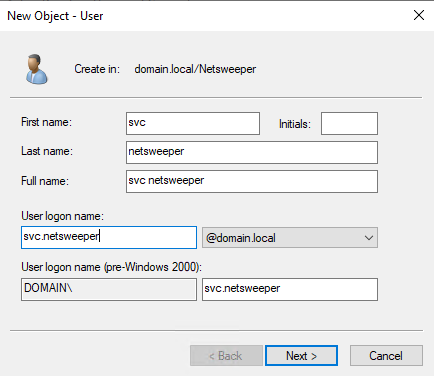 New Object - User
Create in: domain.local/Netsweeper
First name: svc Initials:
Last name: netsweeper
Full name: svc netsweeper
User logon name:
svc.netsweeper @domain.local
User logon name (pre-Windows 2000):
DOMAIN\ svc.netsweeper
< Back Next > Cancel